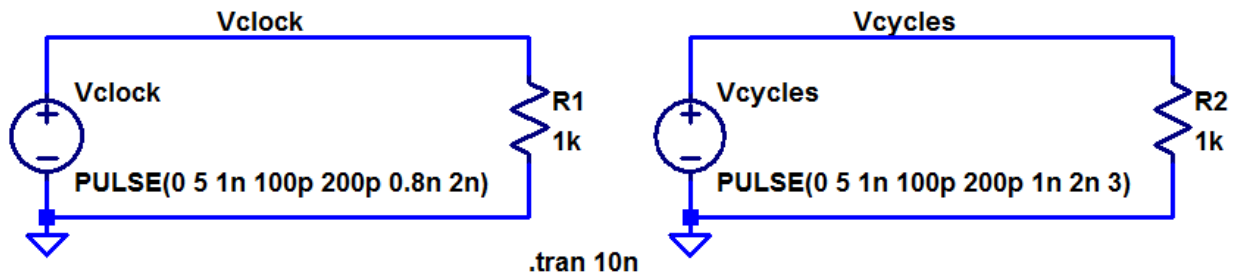 Vclock
Vclock
+
R1
1k
PULSE(0 5 1n 100p 200p 0.8n 2n)
Vcycles
Vcycles
+
R2
1k
PULSE(0 5 1n 100p 200p 1n 2n 3)
.tran 10n